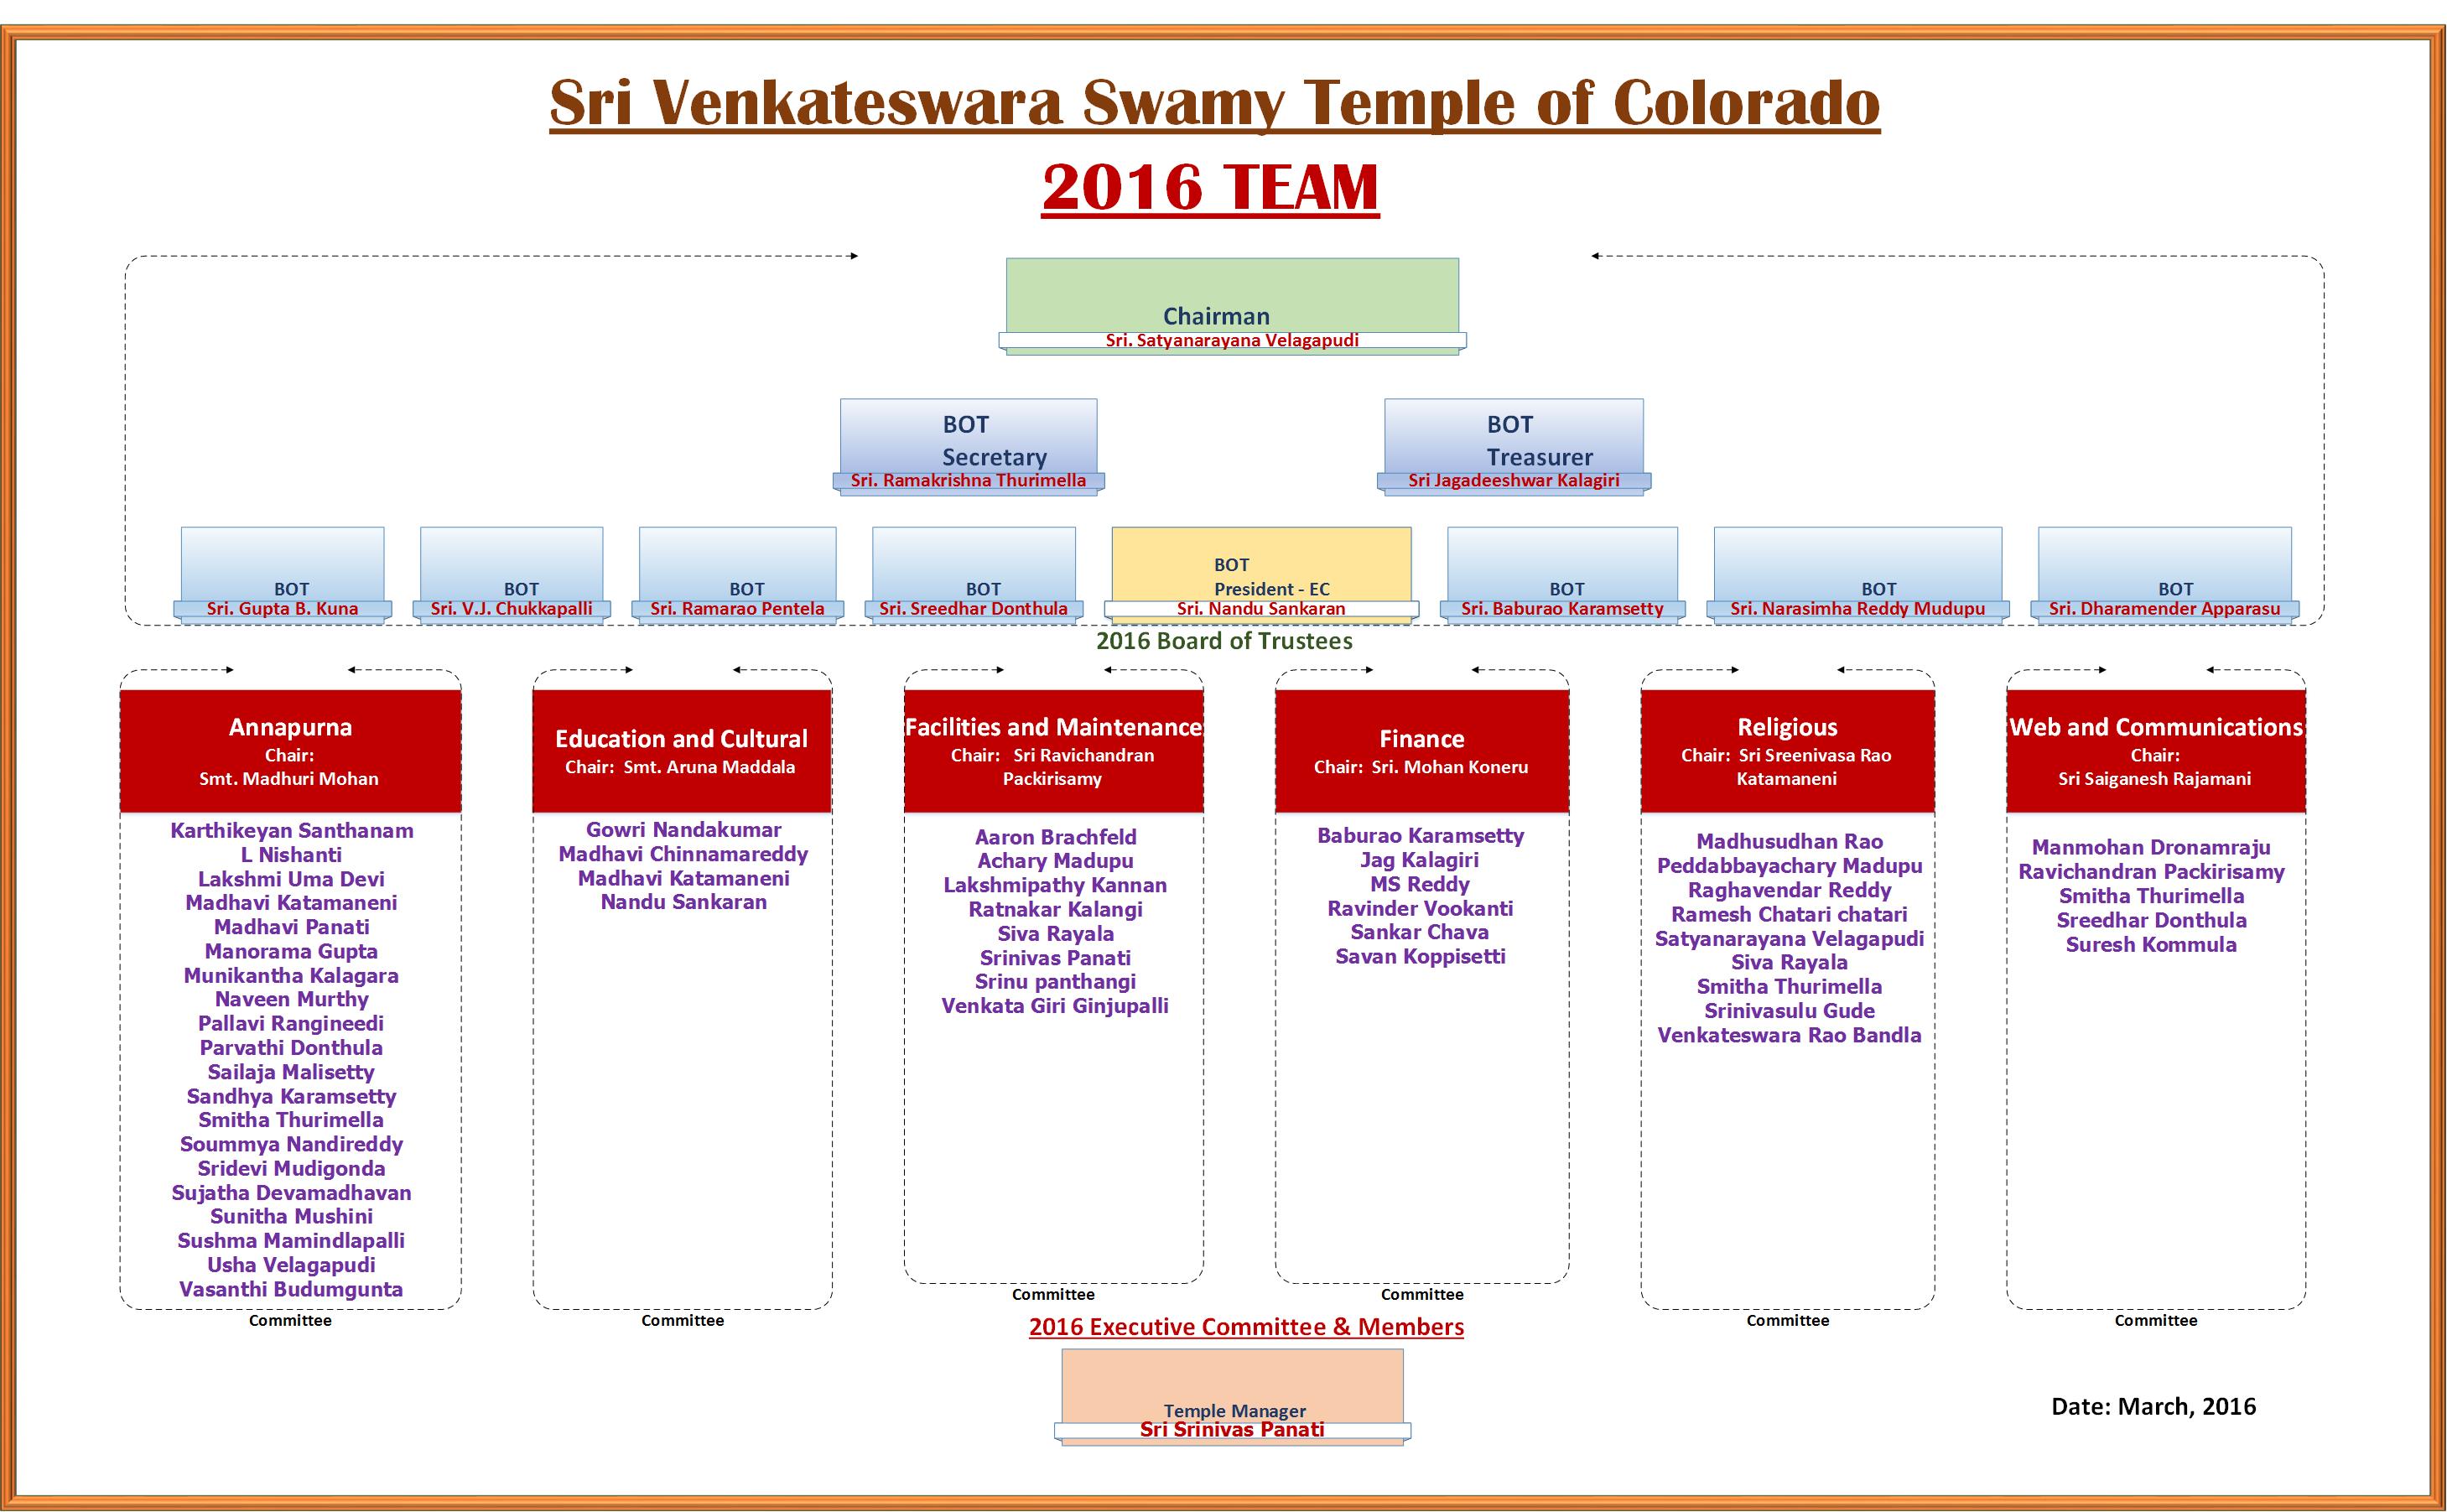 Sri Venkateswara Swamy Temple of Colorado
2016 TEAM
Chairman
Sri. Satyanarayana Velagapudi
BOT
Secretary
Sri. Ramakrishna Thurimella
BOT
Treasurer
Sri Jagadeeshwar Kalagiri
BOT
Sri. Gupta B. Kuna
BOT
Sri. V.J. Chukkapalli
BOT
Sri. Ramarao Pentela
BOT
Sri. Sreedhar Donthula
BOT
President - EC
Sri. Nandu Sankaran
BOT
Sri. Baburao Karamsetty
BOT
Sri. Narasimha Reddy Mudupu
BOT
Sri. Dharamender Apparasu
2016 Board of Trustees
Annapurna
Chair:
Smt. Madhuri Mohan
Karthikeyan Santhanam
L Nishanti
Lakshmi Uma Devi
Madhavi Katamaneni
Madhavi Panati
Manorama Gupta
Munikantha Kalagara
Naveen Murthy
Pallavi Rangineedi
Parvathi Donthula
Sailaja Malisetty
Sandhya Karamsetty
Smitha Thurimella
Soummya Nandireddy
Sridevi Mudigonda
Sujatha Devamadhavan
Sunitha Mushini
Sushma Mamindlapalli
Usha Velagapudi
Vasanthi Budumgunta
Committee
Education and Cultural
Chair: Smt. Aruna Maddala
Gowri Nandakumar
Madhavi Chinnamareddy
Madhavi Katamaneni
Nandu Sankaran
Committee
Facilities and Maintenance
Chair: Sri Ravichandran
Packirisamy
Aaron Brachfeld
Achary Madupu
Lakshmipathy Kannan
Ratnakar Kalangi
Siva Rayala
Srinivas Panati
Srinu panthangi
Venkata Giri Ginjupalli
Committee
Finance
Chair: Sri. Mohan Koneru
Baburao Karamsetty
Jag Kalagiri
MS Reddy
Ravinder Vookanti
Sankar Chava
Savan Koppisetti
Committee
Religious
Chair: Sri Sreenivasa Rao
Katamaneni
Madhusudhan Rao
Peddabbayachary Madupu
Raghavendar Reddy
Ramesh Chatari chatari
Satyanarayana Velagapudi
Siva Rayala
Smitha Thurimella
Srinivasulu Gude
Venkateswara Rao Bandla
Committee
Web and Communications
Chair:
Sri Saiganesh Rajamani
Manmohan Dronamraju
Ravichandran Packirisamy
Smitha Thurimella
Sreedhar Donthula
Suresh Kommula
Committee
2016 Executive Committee & Members
Temple Manager
Sri Srinivas Panati
Date: March, 2016